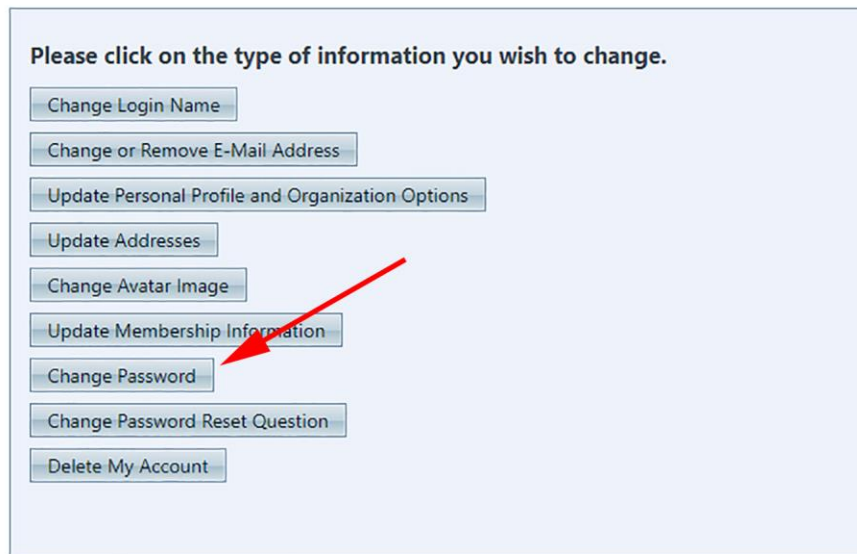 Please click on the type of information you wish to change.
Change Login Name
Change or Remove E-Mail Address
Update Personal Profile and Organization Options
Update Addresses
Change Avatar Image
Update Membership Information
Change Password
Change Password Reset Question
Delete My Account